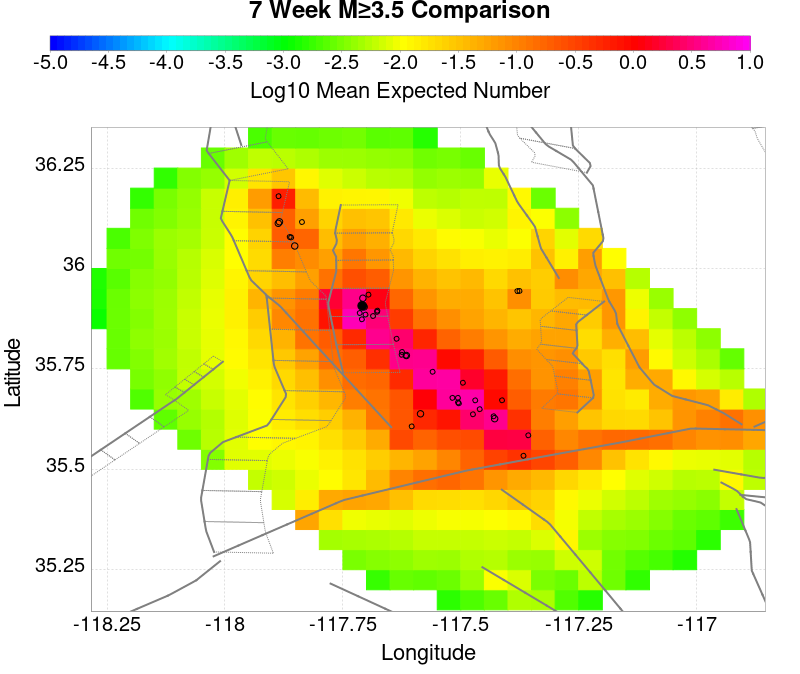 7 Week M≥3.5 Comparison
-5.0 -4.5 -4.0 -3.5 -3.0 -2.5 -2.0 -1.5 -1.0 -0.5 0.0 0.5 1.0
Log10 Mean Expected Number
36.25
36
35.75
35.5
35.25
Latitude
-118.25 -118 -117.75 -117.5 -117.25 -117
Longitude